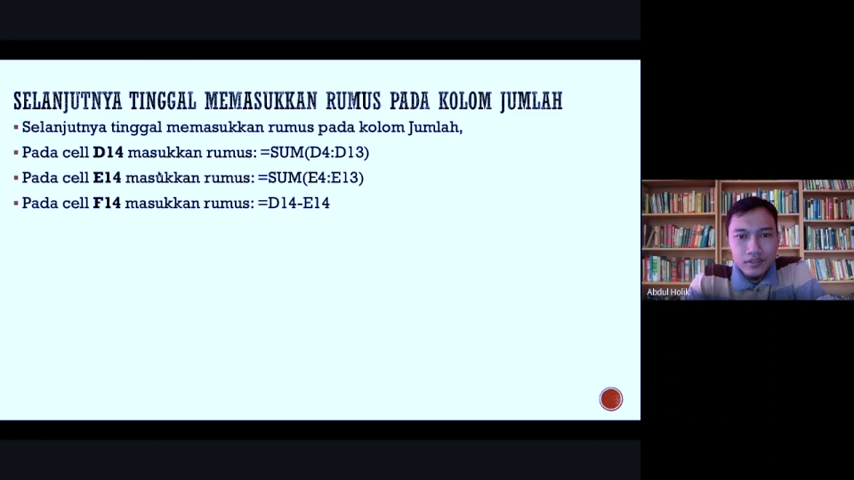 SELANJUTNYA TINGGAL MEMASUKKAN RUMUS PADA KOLOM JUMLAH
▪ Selanjutnya tinggal memasukkan rumus pada kolom Jumlah,
▪ Pada cell D14 masukkan rumus: =SUM(D4:D13)
▪ Pada cell E14 masukkan rumus: =SUM(E4:E13)
▪ Pada cell F14 masukkan rumus: =D14-E14
Abdul Holik